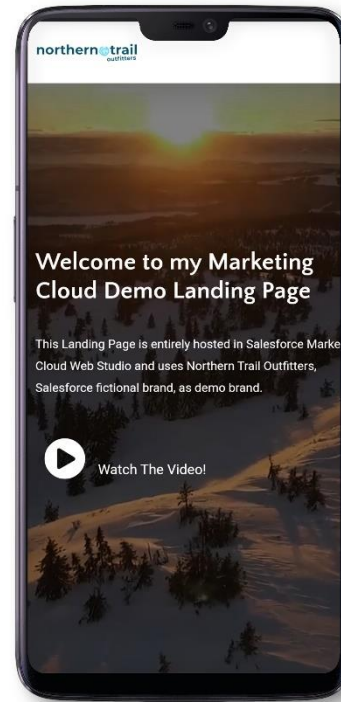 northern trail
outfitters
Welcome to my Marketing
Cloud Demo Landing Page
This Landing Page is entirely hosted in Salesforce Marke
Cloud Web Studio and uses Northern Trail Outfitters,
Salesforce fictional brand, as demo brand.
Watch The Video!